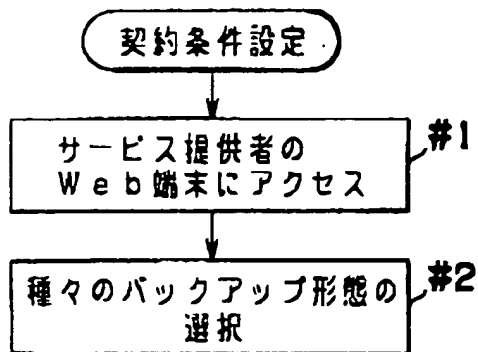 契約条件設定
サービス提供者の
Web端末にアクセス
#1
種々のバックアップ形態の
選択
#2